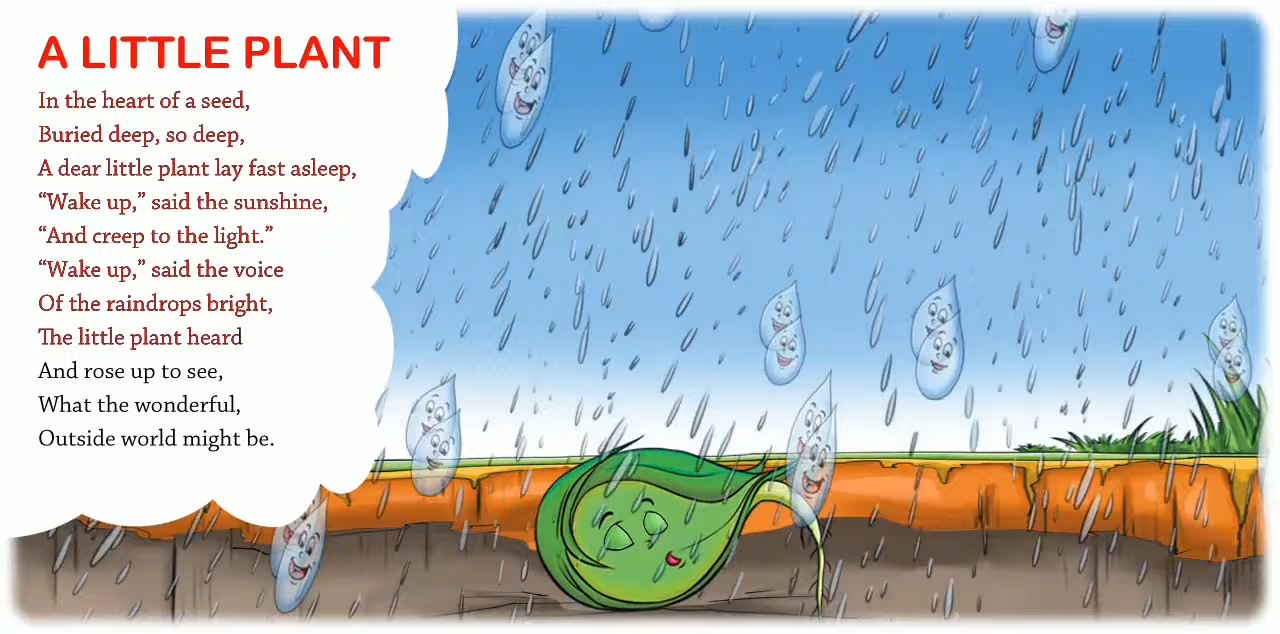 A LITTLE PLANT
In the heart of a seed,
Buried deep, so deep,
A dear little plant lay fast asleep,
“Wake up,” said the sunshine,
“And creep to the light.”
“Wake up,” said the voice
Of the raindrops bright,
The little plant heard
And rose up to see,
What the wonderful,
Outside world might be.